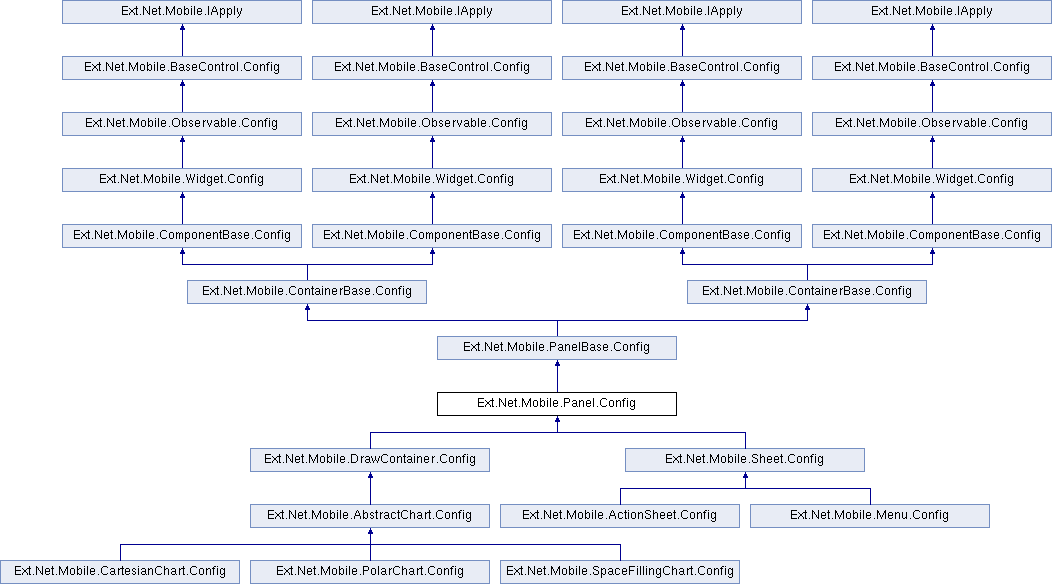 Ext.Net.Mobile.IApply Ext.Net.Mobile.IApply Ext.Net.Mobile.IApply Ext.Net.Mobile.IApply
Ext.Net.Mobile.BaseControl.Config Ext.Net.Mobile.BaseControl.Config Ext.Net.Mobile.BaseControl.Config Ext.Net.Mobile.BaseControl.Config
Ext.Net.Mobile.Observable.Config Ext.Net.Mobile.Observable.Config Ext.Net.Mobile.Observable.Config Ext.Net.Mobile.Observable.Config
Ext.Net.Mobile.Widget.Config Ext.Net.Mobile.Widget.Config Ext.Net.Mobile.Widget.Config Ext.Net.Mobile.Widget.Config
Ext.Net.Mobile.ComponentBase.Config Ext.Net.Mobile.ComponentBase.Config Ext.Net.Mobile.ComponentBase.Config Ext.Net.Mobile.ComponentBase.Config
Ext.Net.Mobile.ContainerBase.Config Ext.Net.Mobile.ContainerBase.Config
Ext.Net.Mobile.PanelBase.Config
Ext.Net.Mobile.Panel.Config
Ext.Net.Mobile.DrawContainer.Config Ext.Net.Mobile.Sheet.Config
Ext.Net.Mobile.AbstractChart.Config Ext.Net.Mobile.ActionSheet.Config Ext.Net.Mobile.Menu.Config
Ext.Net.Mobile.CartesianChart.Config Ext.Net.Mobile.PolarChart.Config Ext.Net.Mobile.SpaceFillingChart.Config